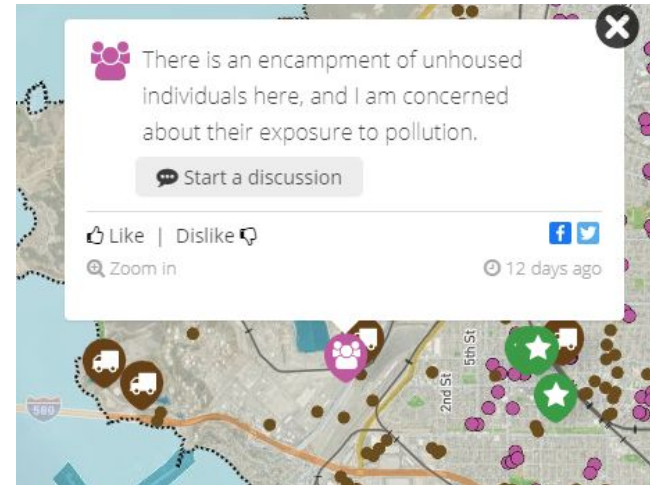 There is an encampment of unhoused
individuals here, and I am concerned
about their exposure to pollution.
Start a discussion
Like | Dislike
Zoom in
12 days ago
5th St
2nd St
580